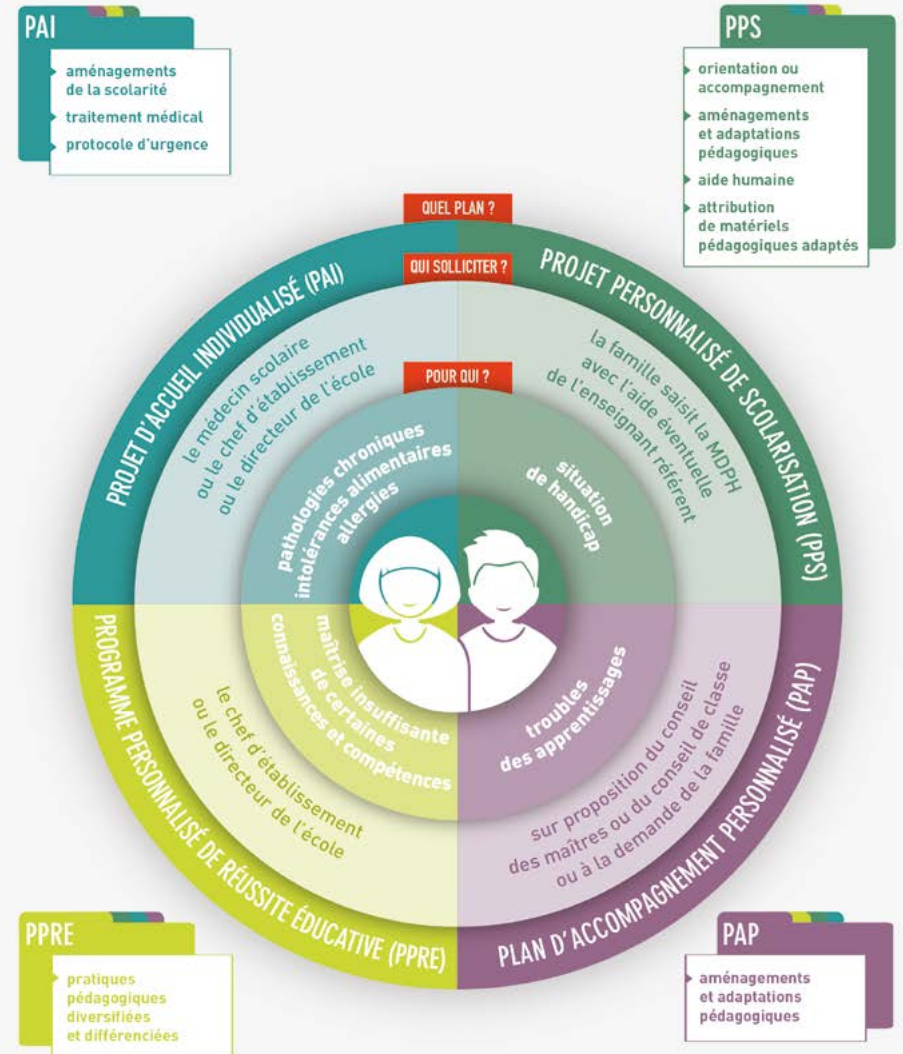 PAI
aménagements
de la scolarité
traitement médical
protocole d'urgence
PPS
orientation ou
accompagnement
aménagements
et adaptations
pédagogiques
aide humaine
attribution
de matériels
pédagogiques adaptés
QUEL PLAN ?
QUI SOLLICITER ?
POUR QUI ?
PROJET D'ACCUEIL INDIVIDUALISÉ (PAI)
le médecin scolaire
ou le chef d'établissement
ou le directeur de l'école
pathologies chroniques
intolérances alimentaires
allergies
PROJET PERSONNALISÉ DE SCOLARISATION (PPS)
la famille saisit la MDPH
avec l'aide éventuelle
de l'enseignant référent
situation
de handicap
PROGRAMME PERSONNALISÉ DE RÉUSSITE ÉDUCATIVE (PPRE)
le chef d'établissement
ou le directeur de l'école
maîtrise insuffisante
de certaines
connaissances et compétences
PLAN D'ACCOMPAGNEMENT PERSONNALISÉ (PAP)
sur proposition du conseil
des maîtres ou du conseil de classe
ou à la demande de la famille
troubles
des apprentissages
PPRE
pratiques
pédagogiques
diversifiées
et différenciées
PAP
aménagements
et adaptations
pédagogiques